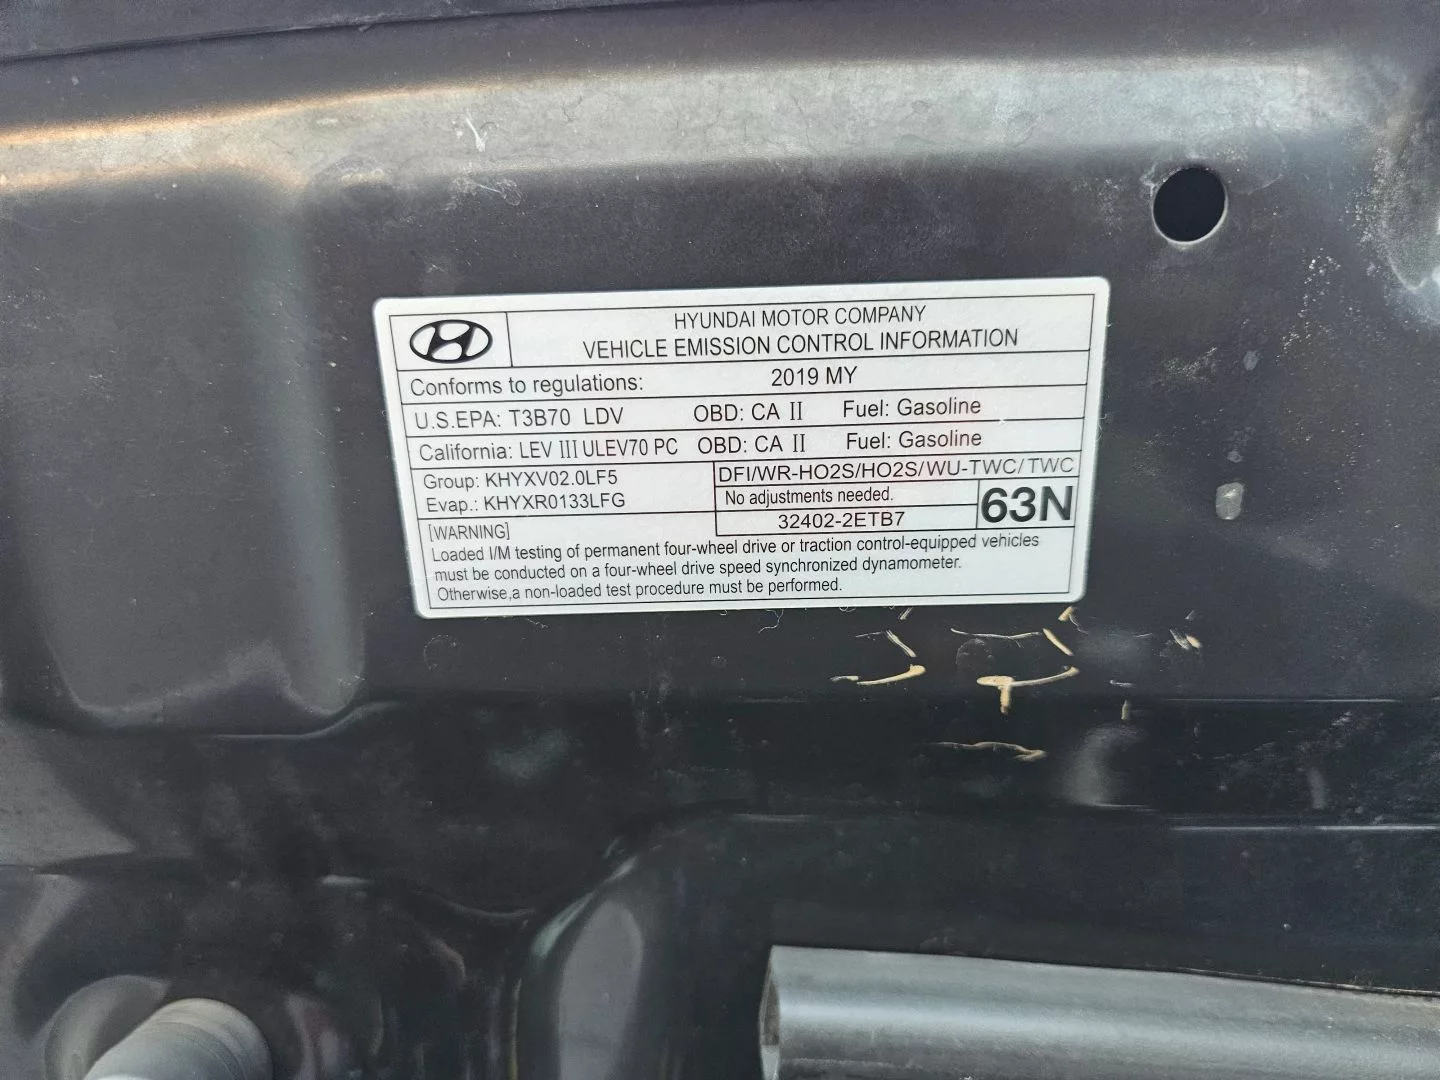 HYUNDAI MOTOR COMPANY
VEHICLE EMISSION CONTROL INFORMATION
Conforms to regulations: 2019 MY
U.S.EPA: T3B70 LDV OBD: CA II Fuel: Gasoline
California: LEV III ULEV70 PC OBD: CA II Fuel: Gasoline
Group: KHYXV02.0LF5
Evap.: KHYXR0133LFG
DFI/WR-HO2S/HO2S/WU-TWC/TWC
No adjustments needed.
32402-2ETB7
63N
[WARNING]
Loaded I/M testing of permanent four-wheel drive or traction control-equipped vehicles
must be conducted on a four-wheel drive speed synchronized dynamometer.
Otherwise,a non-loaded test procedure must be performed.